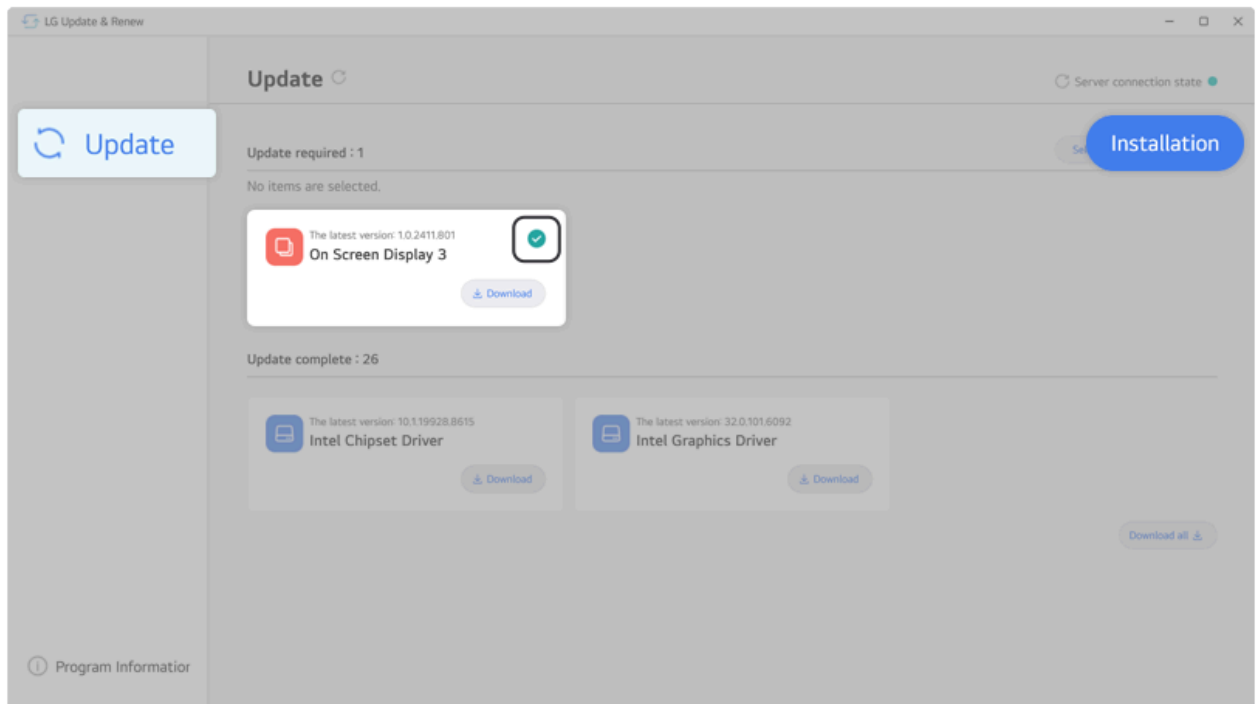 LG Update & Renew
Update
Server connection state
Update
Update required : 1
Installation
No items are selected.
The latest version: 1.0.2411.801
On Screen Display 3
Download
Update complete : 26
The latest version: 10.1.19928.8615
Intel Chipset Driver
Download
The latest version: 32.0.101.6092
Intel Graphics Driver
Download
Download all
Program Information